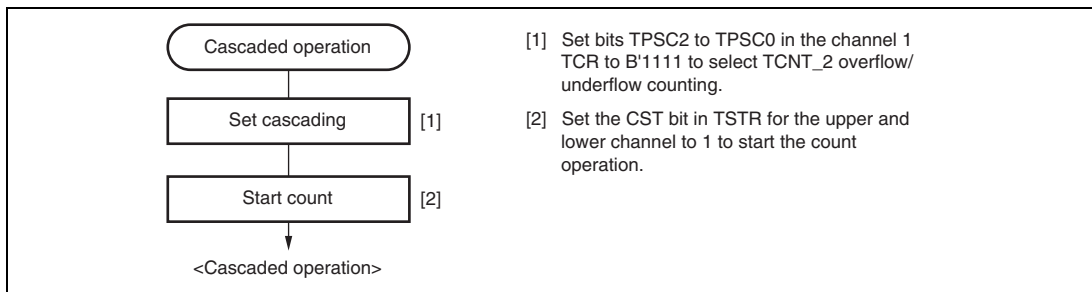 Cascaded operation
Set cascading
[1]
Start count
[2]
<Cascaded operation>
[1] Set bits TPSC2 to TPSC0 in the channel 1
TCR to B'1111 to select TCNT_2 overflow/
underflow counting.
[2] Set the CST bit in TSTR for the upper and
lower channel to 1 to start the count
operation.